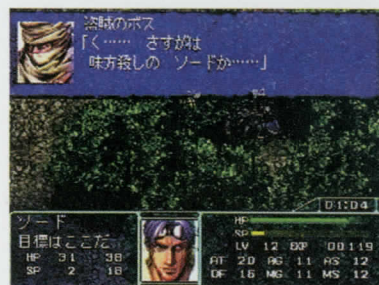 盗賊のボス
「く‥‥‥ さすがは
味方殺しの ソードか‥‥‥」
01:04
ソード
目標はここだ
HP 31 38
SP 2 18
HP
SP
LV 12 EXP 00119
AT 20 AG 11 AS 12
DF 16 MG 11 MS 12